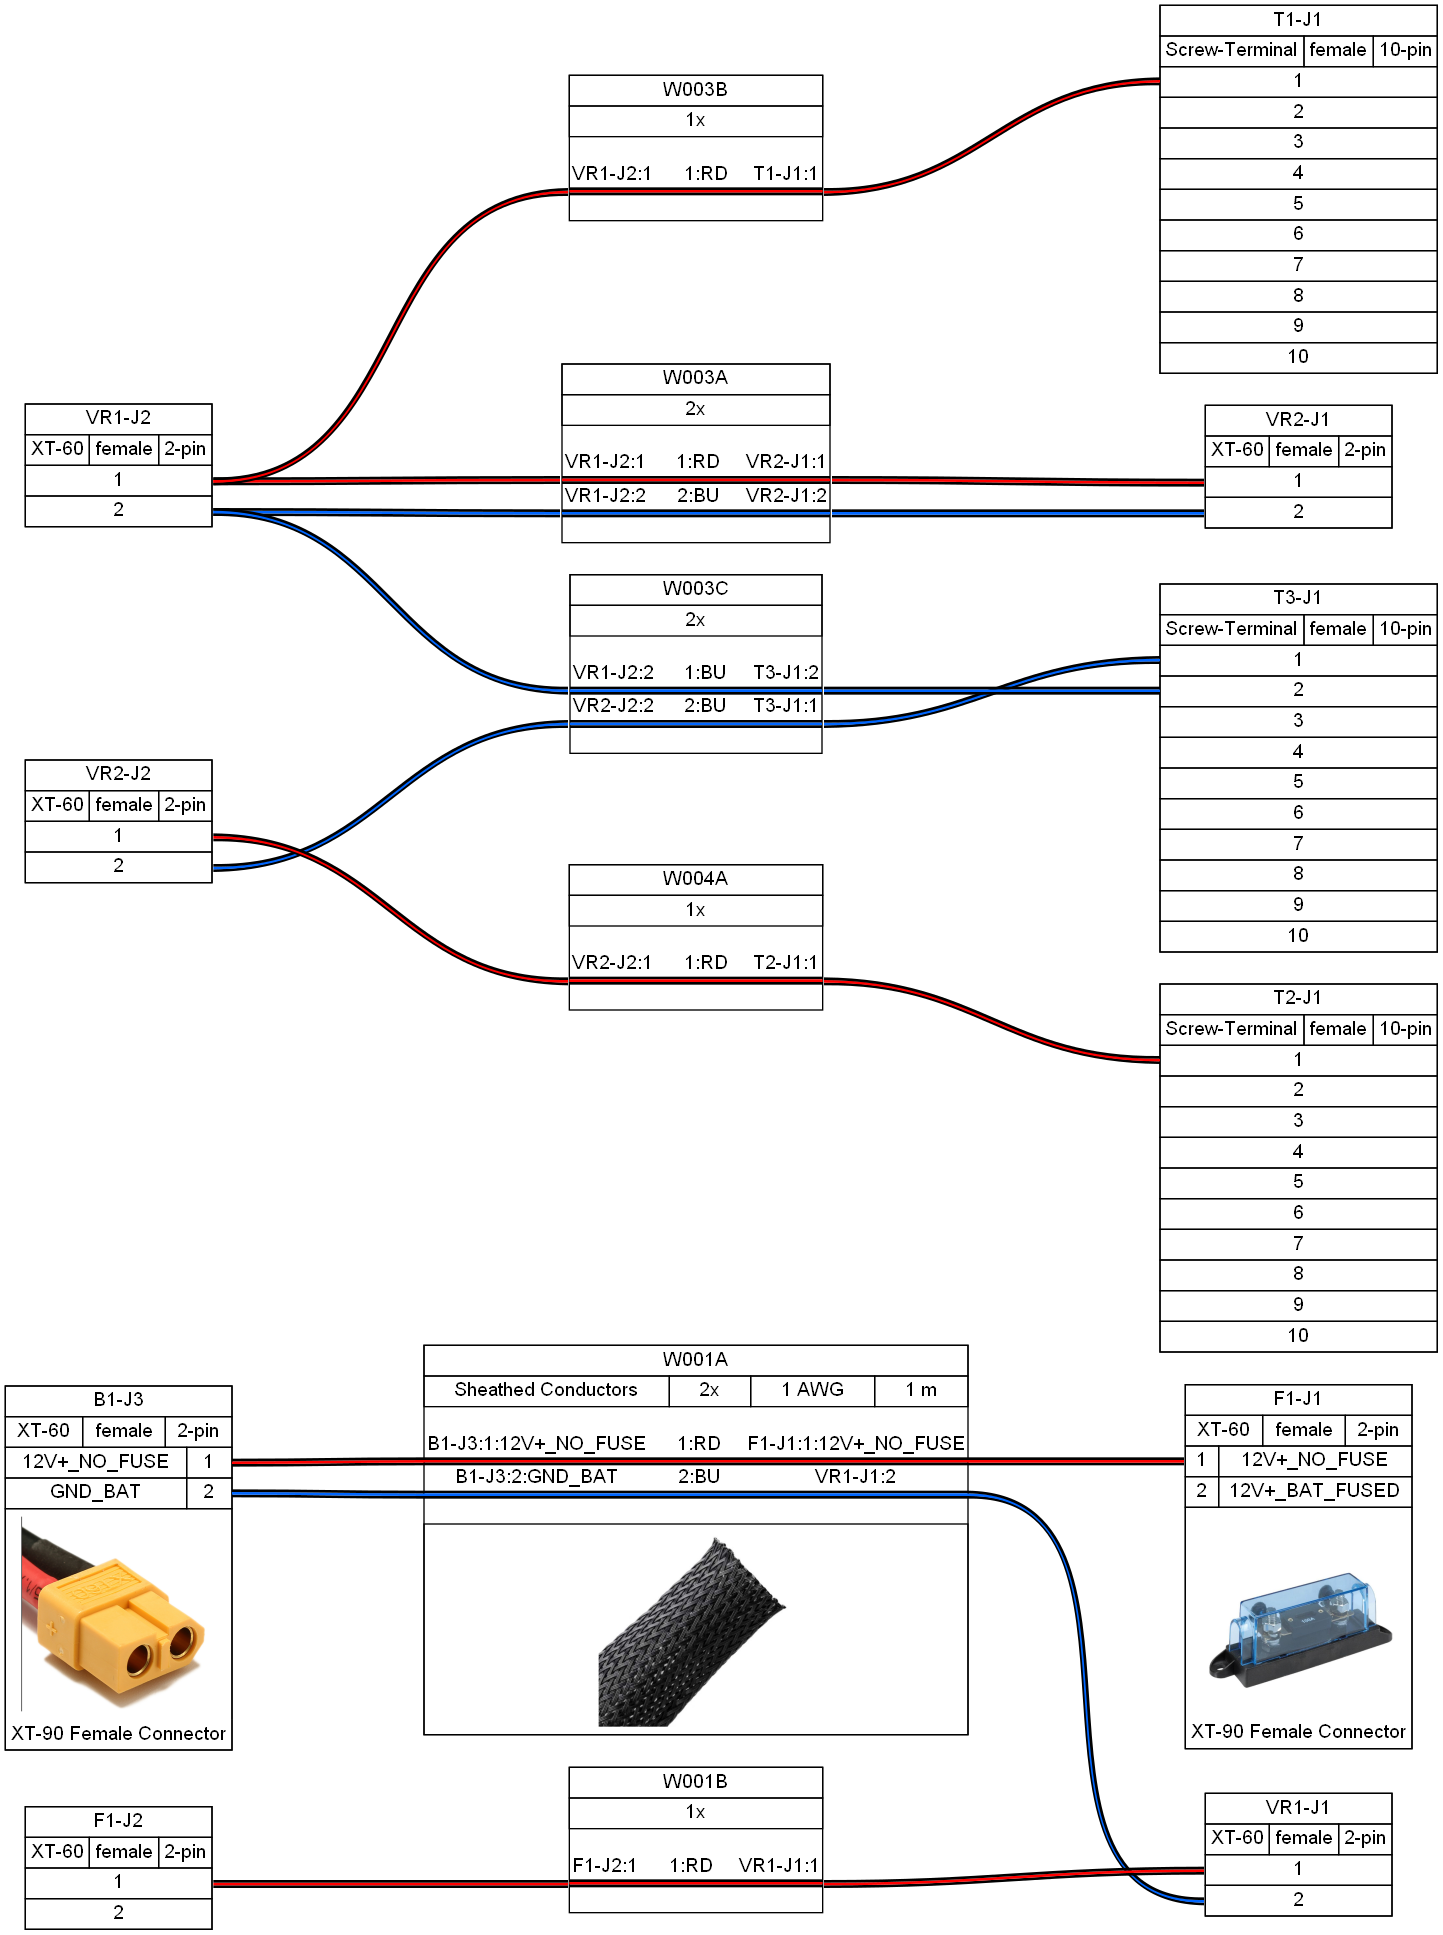 T1-J1
Screw-Terminal female 10-pin
1
2
3
4
5
6
7
8
9
10
W003B
1x
VR1-J2:1 1:RD T1-J1:1
W003A
2x
VR1-J2:1 1:RD VR2-J1:1
VR1-J2:2 2:BU VR2-J1:2
VR1-J2
XT-60 female 2-pin
1
2
VR2-J1
XT-60 female 2-pin
1
2
W003C
2x
VR1-J2:2 1:BU T3-J1:2
VR2-J2:2 2:BU T3-J1:1
T3-J1
Screw-Terminal female 10-pin
1
2
3
4
5
6
7
8
9
10
VR2-J2
XT-60 female 2-pin
1
2
W004A
1x
VR2-J2:1 1:RD T2-J1:1
T2-J1
Screw-Terminal female 10-pin
1
2
3
4
5
6
7
8
9
10
W001A
Sheathed Conductors 2x 1 AWG 1 m
B1-J3:1:12V+_NO_FUSE 1:RD F1-J1:1:12V+_NO_FUSE
B1-J3:2:GND_BAT 2:BU VR1-J1:2
B1-J3
XT-60 female 2-pin
12V+_NO_FUSE 1
GND_BAT 2
XT-90 Female Connector
F1-J1
XT-60 female 2-pin
1 12V+_NO_FUSE
2 12V+_BAT_FUSED
XT-90 Female Connector
W001B
1x
F1-J2:1 1:RD VR1-J1:1
F1-J2
XT-60 female 2-pin
1
2
VR1-J1
XT-60 female 2-pin
1
2